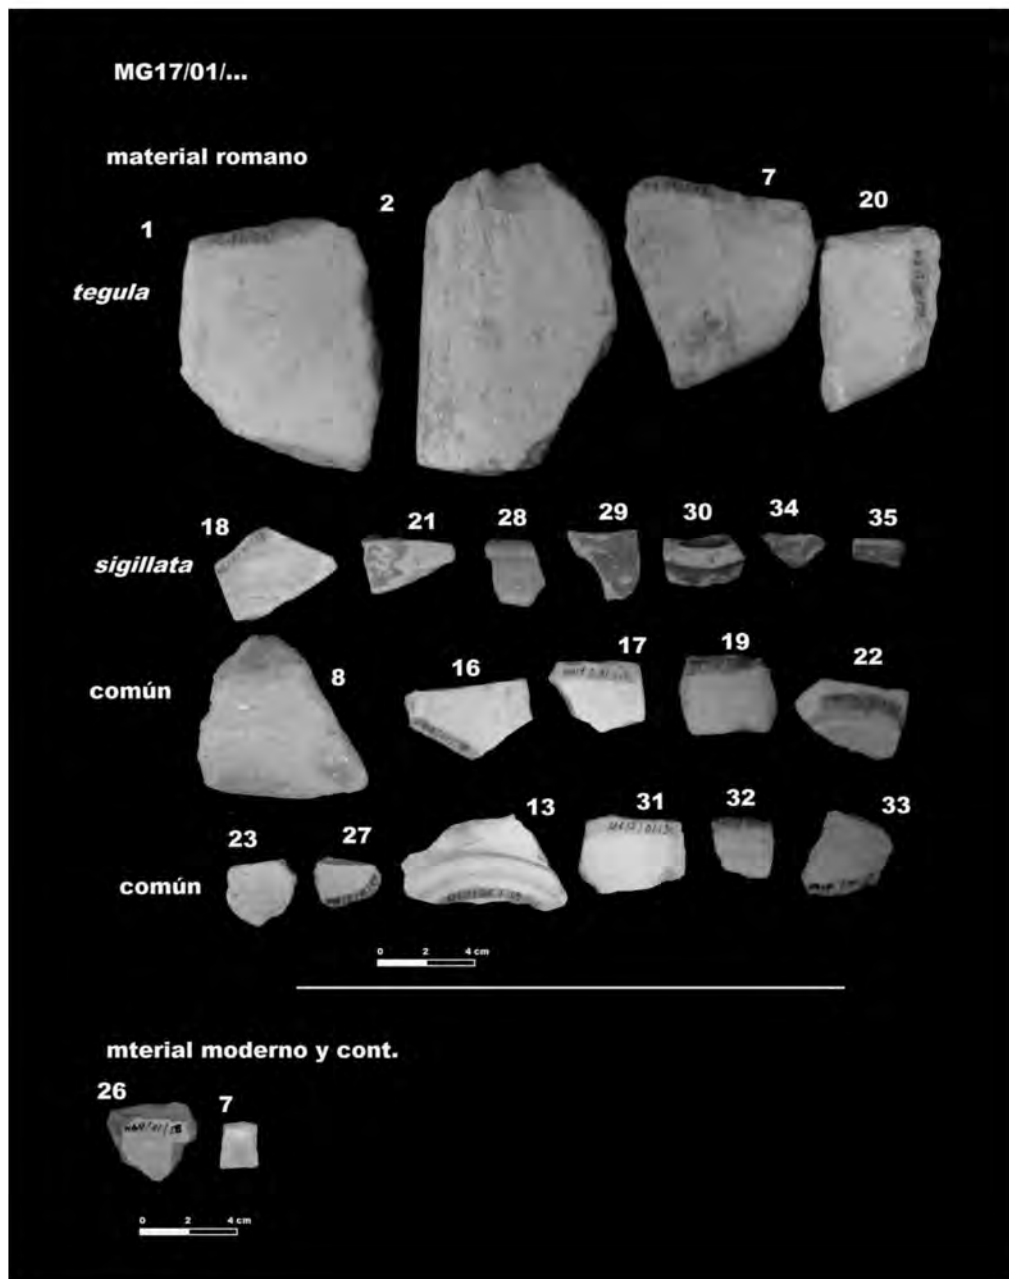 MG17/01/...
material romano
1 2 7 20
tegula
18 21 28 29 30 34 35
sigillata
8 16 17 19 22
común
23 27 13 31 32 33
común
0 2 4 cm
mterial moderno y cont.
26 7
0 2 4 cm